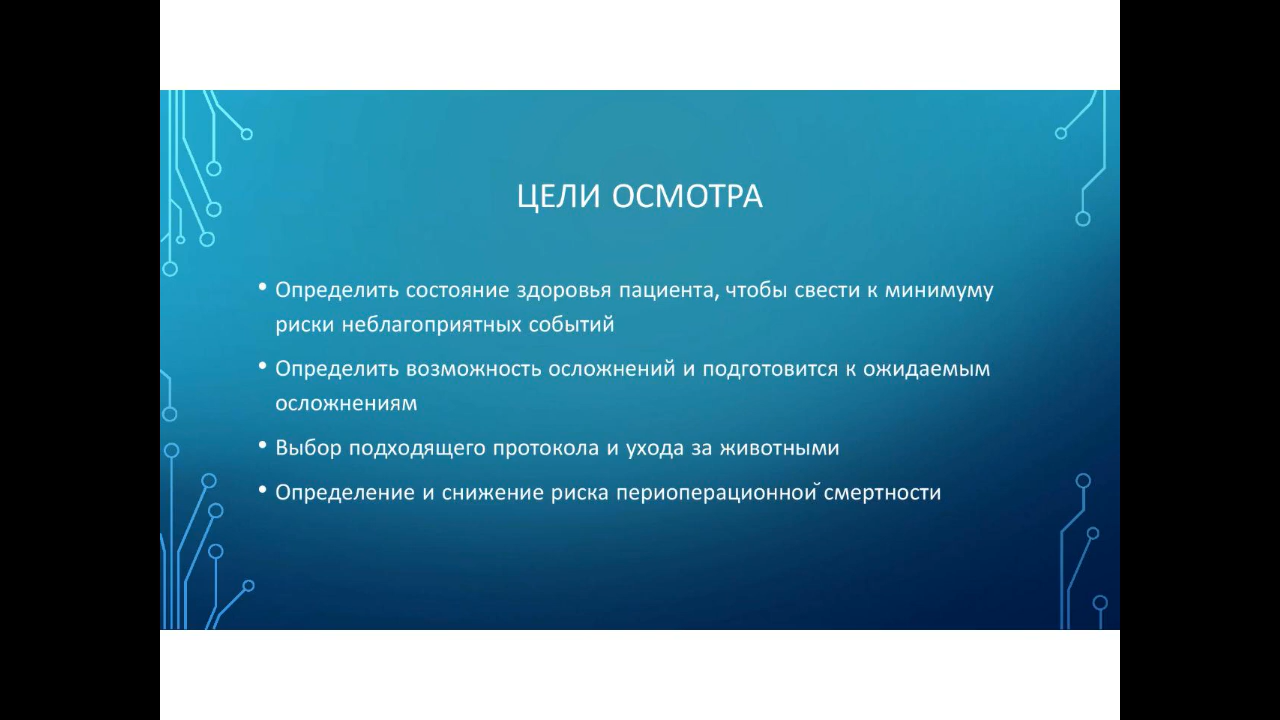 ЦЕЛИ ОСМОТРА
• Определить состояние здоровья пациента, чтобы свести к минимуму
риски неблагоприятных событий
• Определить возможность осложнений и подготовится к ожидаемым
осложнениям
• Выбор подходящего протокола и ухода за животными
• Определение и снижение риска периоперационной смертности